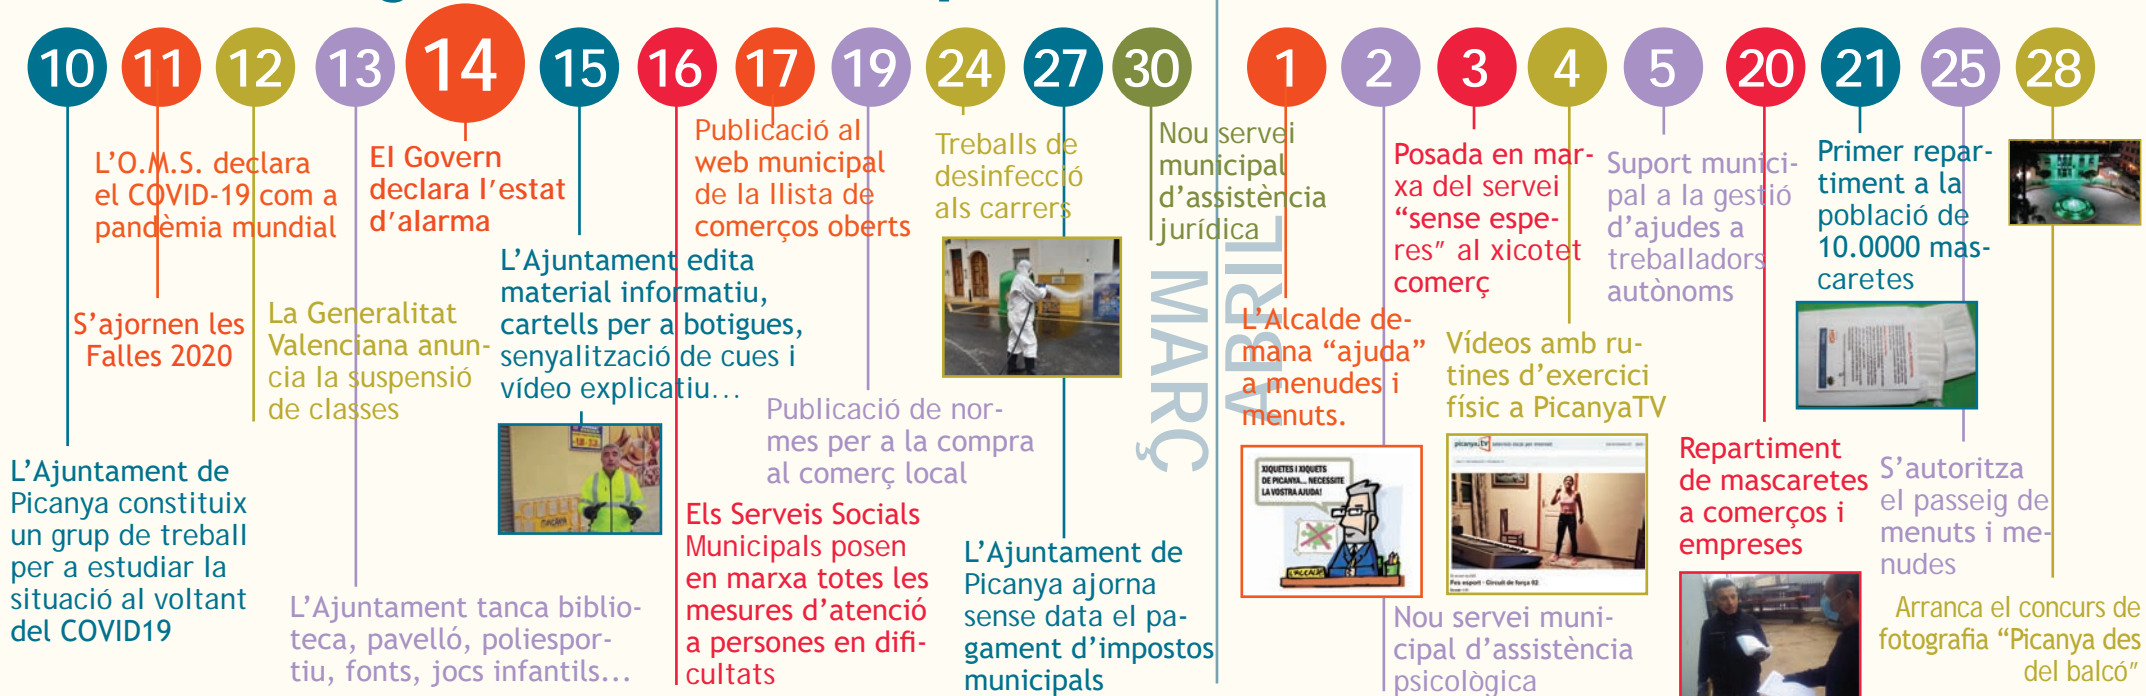 10
11
12
13
14
15
16
17
19
24
27
30
1
2
3
4
5
20
21
25
28
L'Ajuntament de
Picanya constituix
un grup de treball
per a estudiar la
situació al voltant
del COVID19
L'O.M.S. declara
el COVID-19 com a
pandèmia mundial
S'ajornen les
Falles 2020
La Generalitat
Valenciana anun-
cia la suspensió
de classes
L'Ajuntament tanca biblio-
teca, pavelló, poliespor-
tiu, fonts, jocs infantils...
El Govern
declara l'estat
d'alarma
L'Ajuntament edita
material informatiu,
cartells per a botigues,
senyalització de cues i
vídeo explicatiu...
Els Serveis Socials
Municipals posen
en marxa totes les
mesures d'atenció
a persones en difi-
cultats
Publicació al
web municipal
de la llista de
comerços oberts
Publicació de nor-
mes per a la compra
al comerç local
Treballs de
desinfecció
als carrers
L'Ajuntament de
Picanya ajorna
sense data el pa-
gament d'impostos
municipals
Nou servei
municipal
d'assistència
jurídica
MARÇ
ABRIL
L'Alcalde de-
mana “ajuda”
a menudes i
menuts.
XIQUETES I XIQUETS
DE PICANYA... NECESSITE
LA VOSTRA AJUDA!
L'ALCALDE
Nou servei muni-
cipal d'assistència
psicològica
Posada en mar-
xa del servei
“sense espe-
res” al xicotet
comerç
Vídeos amb ru-
tines d'exercici
físic a PicanyaTV
picanya.tv
Fes esport - Circuit de força 02
Suport munici-
pal a la gestió
d'ajudes a
treballadors
autònoms
Repartiment
de mascaretes
a comerços i
empreses
Primer repar-
timent a la
població de
10.0000 mas-
caretes
S'autoritza
el passeig de
menuts i me-
nudes
Arranca el concurs de
fotografia “Picanya des
del balcó”